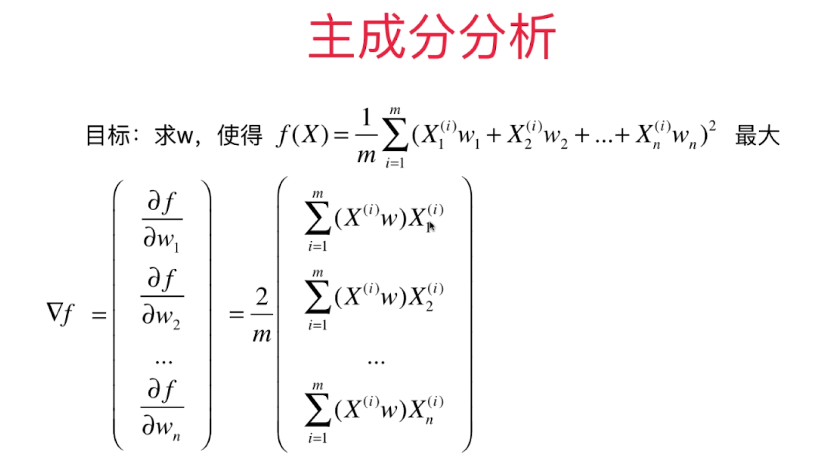 主成分分析
目标：求w，使得 f(X) = \frac{1}{m} \sum_{i=1}^{m} (X_1^{(i)} w_1 + X_2^{(i)} w_2 + ... + X_n^{(i)} w_n)^2 最大
\nabla f = \begin{pmatrix} \frac{\partial f}{\partial w_1} \\ \frac{\partial f}{\partial w_2} \\ ... \\ \frac{\partial f}{\partial w_n} \end{pmatrix} = \frac{2}{m} \begin{pmatrix} \sum_{i=1}^{m} (X^{(i)} w) X_1^{(i)} \\ \sum_{i=1}^{m} (X^{(i)} w) X_2^{(i)} \\ ... \\ \sum_{i=1}^{m} (X^{(i)} w) X_n^{(i)} \end{pmatrix}